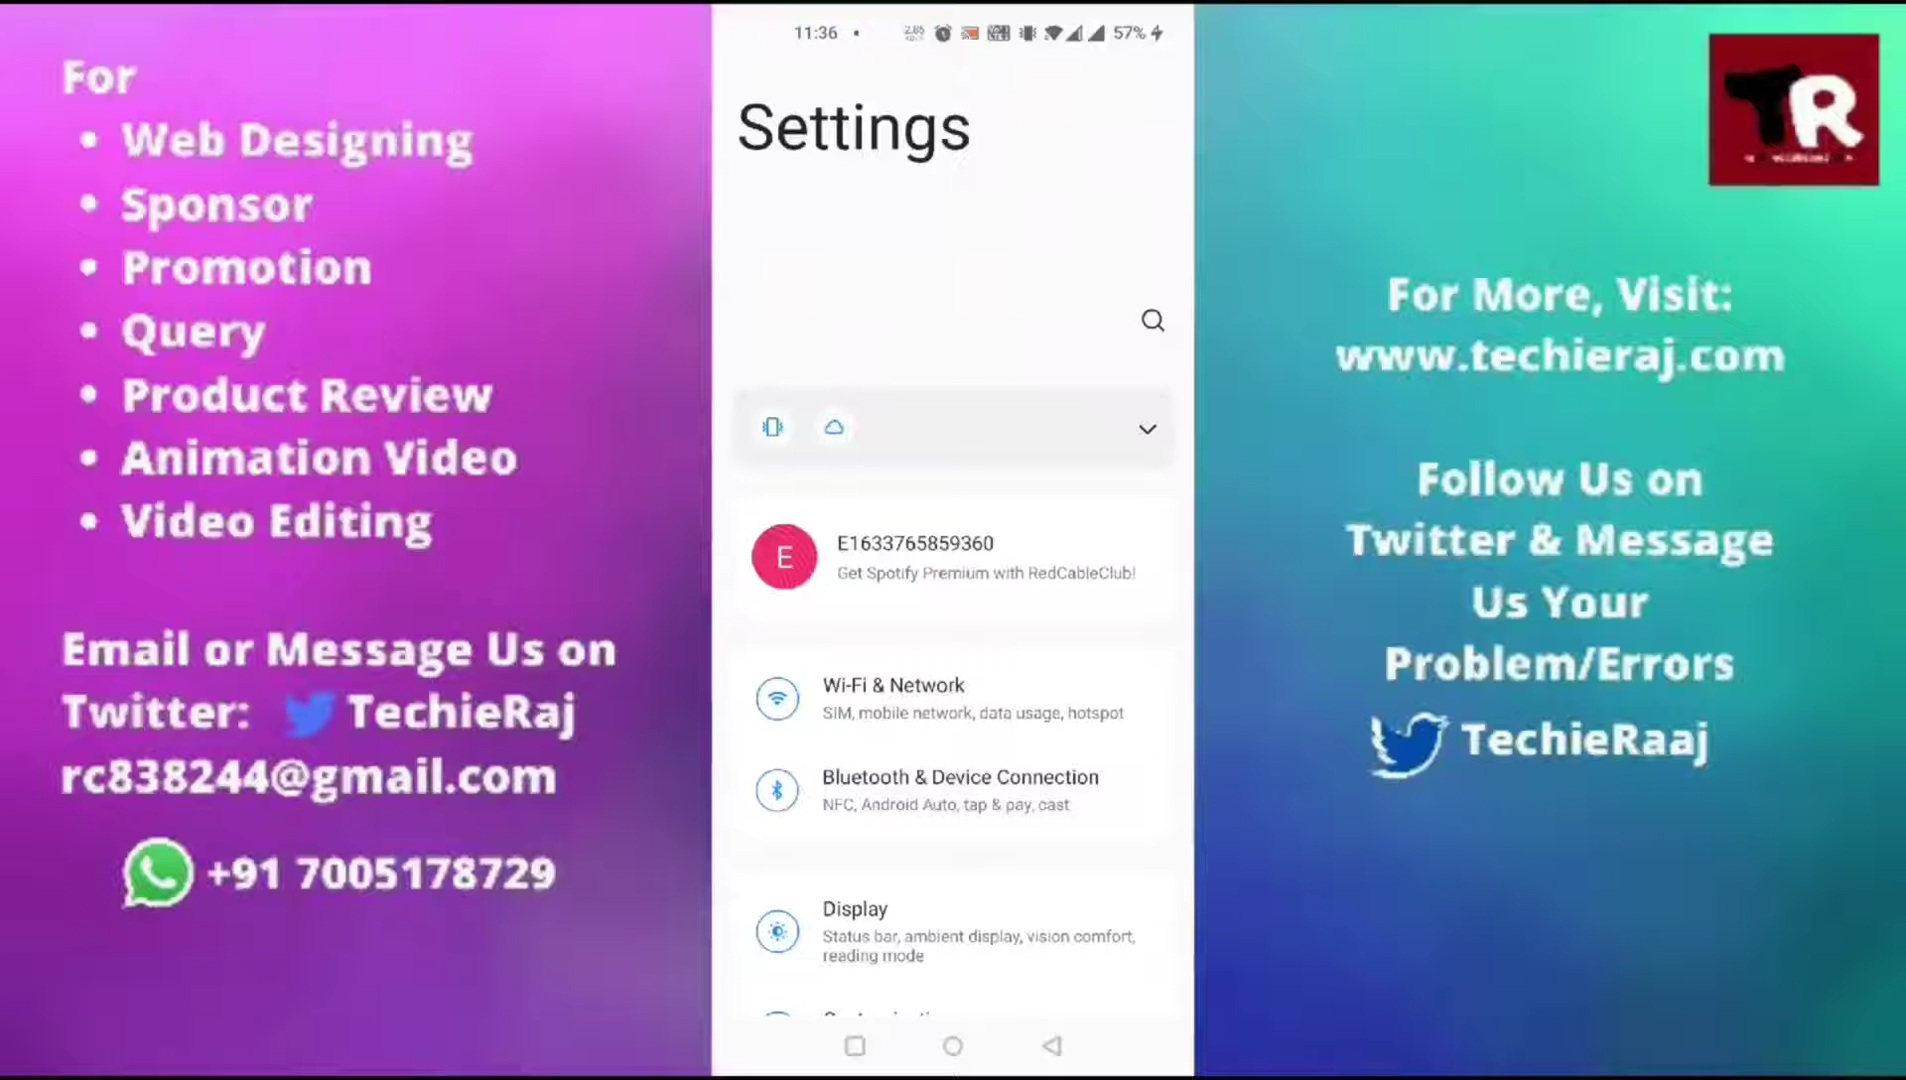 For
• Web Designing
• Sponsor
• Promotion
• Query
• Product Review
• Animation Video
• Video Editing
Email or Message Us on
Twitter: TechieRaj
rc838244@gmail.com
+91 7005178729
11:36
57%
Settings
E
E1633765859360
Get Spotify Premium with RedCableClub!
Wi-Fi & Network
SIM, mobile network, data usage, hotspot
Bluetooth & Device Connection
NFC, Android Auto, tap & pay, cast
Display
Status bar, ambient display, vision comfort,
reading mode
TR
For More, Visit:
www.techieraj.com
Follow Us on
Twitter & Message
Us Your
Problem/Errors
TechieRaaj